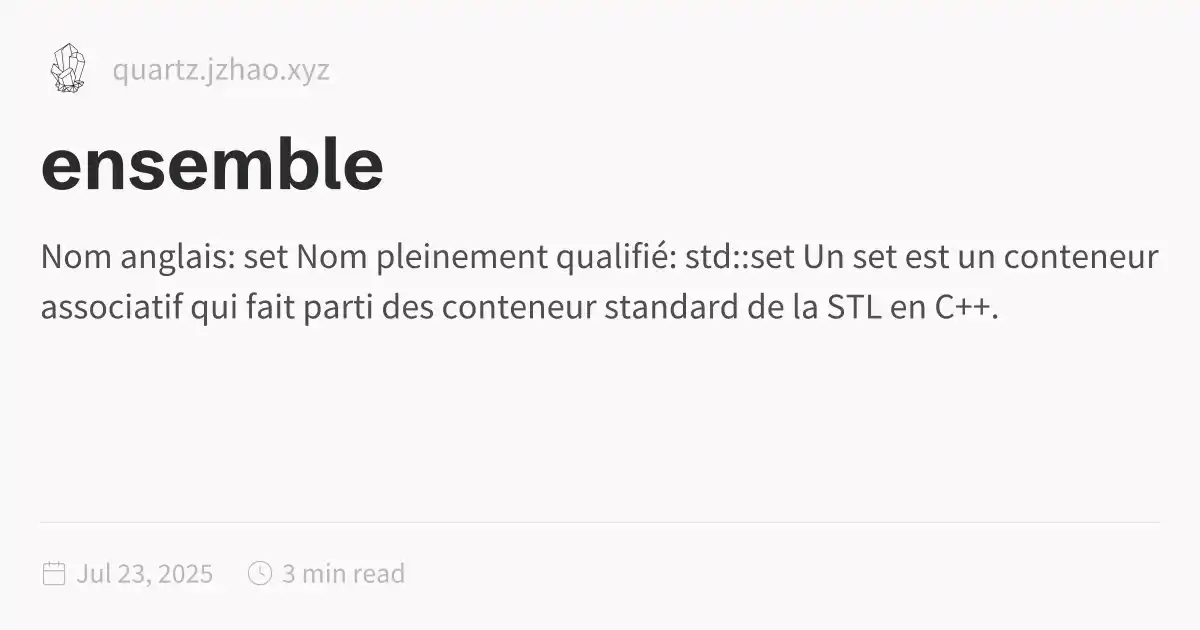 quartz.jzhao.xyz
ensemble
Nom anglais: set Nom pleinement qualifié: std::set Un set est un conteneur
associatif qui fait parti des conteneur standard de la STL en C++.
Jul 23, 2025 3 min read